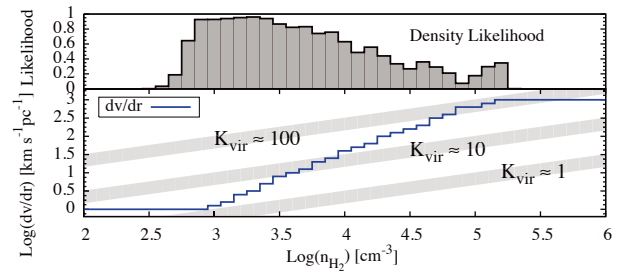 1
0.8
0.6
0.4
0.2
0
Likelihood
Density Likelihood
3
2.5
2
1.5
1
0.5
0
Log(dv/dr) [km s⁻¹pc⁻¹]
dv/dr
K_vir ≈ 100
K_vir ≈ 10
K_vir ≈ 1
2 2.5 3 3.5 4 4.5 5 5.5 6
Log(n_H₂) [cm⁻³]